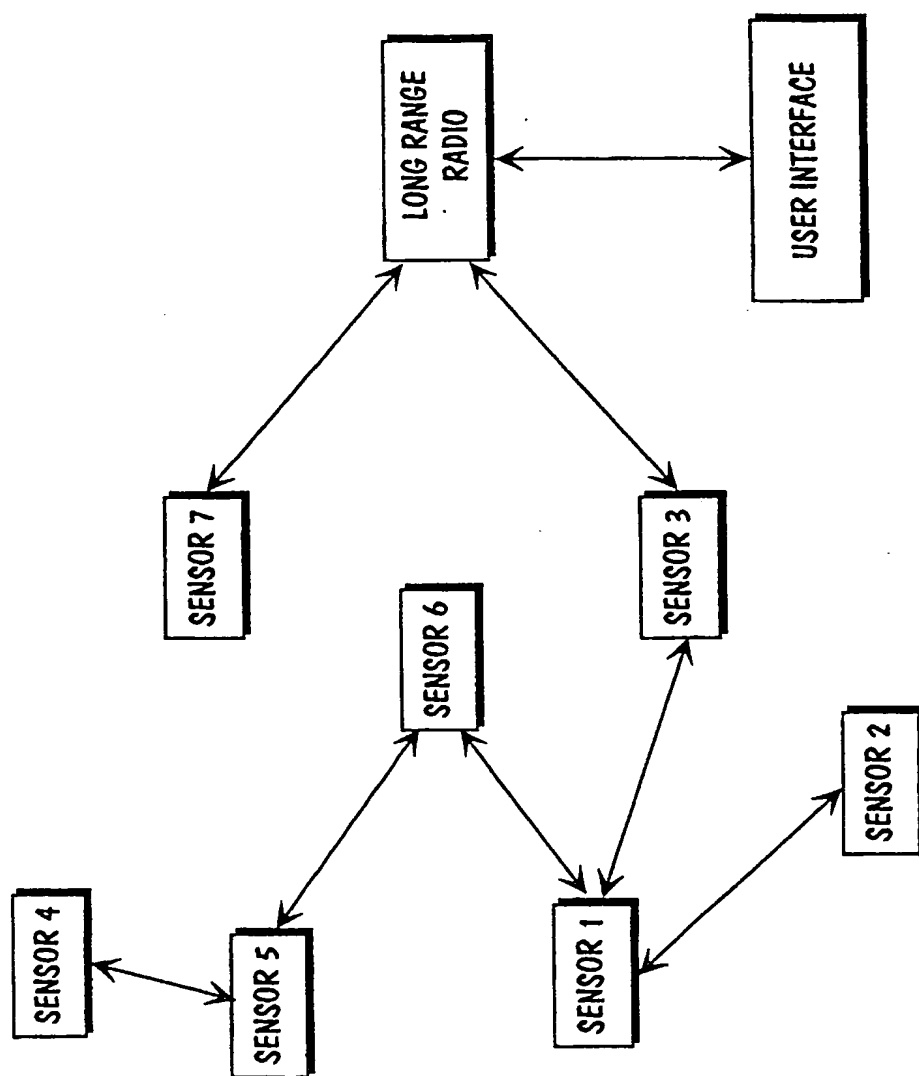 SENSOR 4
SENSOR 7
SENSOR 5
LONG RANGE
RADIO
SENSOR 6
SENSOR 1
SENSOR 3
USER INTERFACE
SENSOR 2